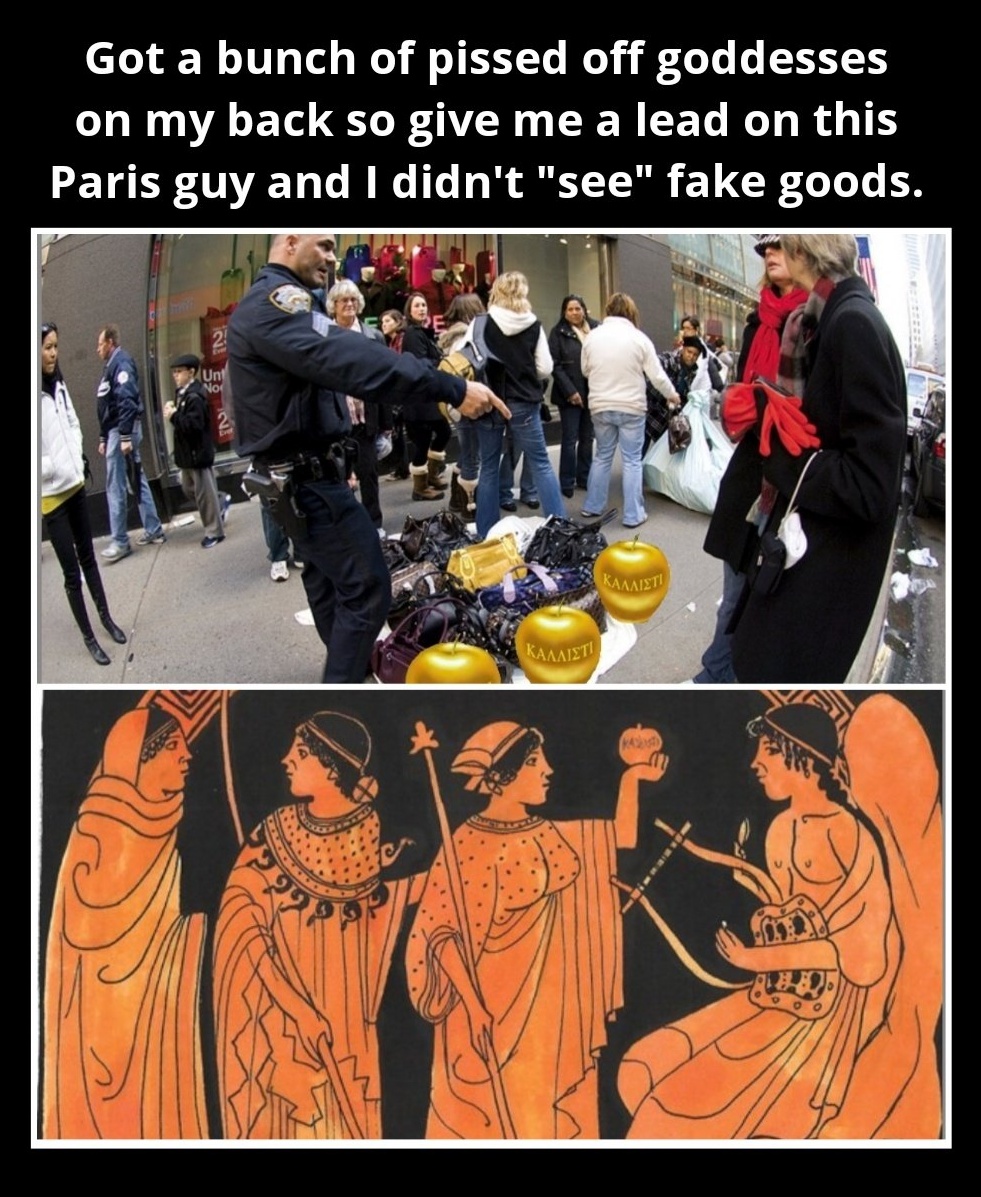 Got a bunch of pissed off goddesses
on my back so give me a lead on this
Paris guy and I didn't "see" fake goods.
ΚΑΛΛΙΣΤΙ
ΚΑΛΛΙΣΤΙ